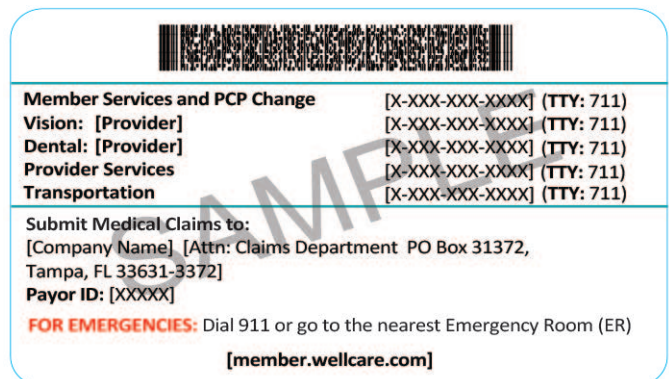 Member Services and PCP Change [X-XXX-XXX-XXXX] (TTY: 711)
Vision: [Provider] [X-XXX-XXX-XXXX] (TTY: 711)
Dental: [Provider] [X-XXX-XXX-XXXX] (TTY: 711)
Provider Services [X-XXX-XXX-XXXX] (TTY: 711)
Transportation [X-XXX-XXX-XXXX] (TTY: 711)
SAMPLE
Submit Medical Claims to:
[Company Name] [Attn: Claims Department PO Box 31372,
Tampa, FL 33631-3372]
Payor ID: [XXXXX]
FOR EMERGENCIES: Dial 911 or go to the nearest Emergency Room (ER)
[member.wellcare.com]